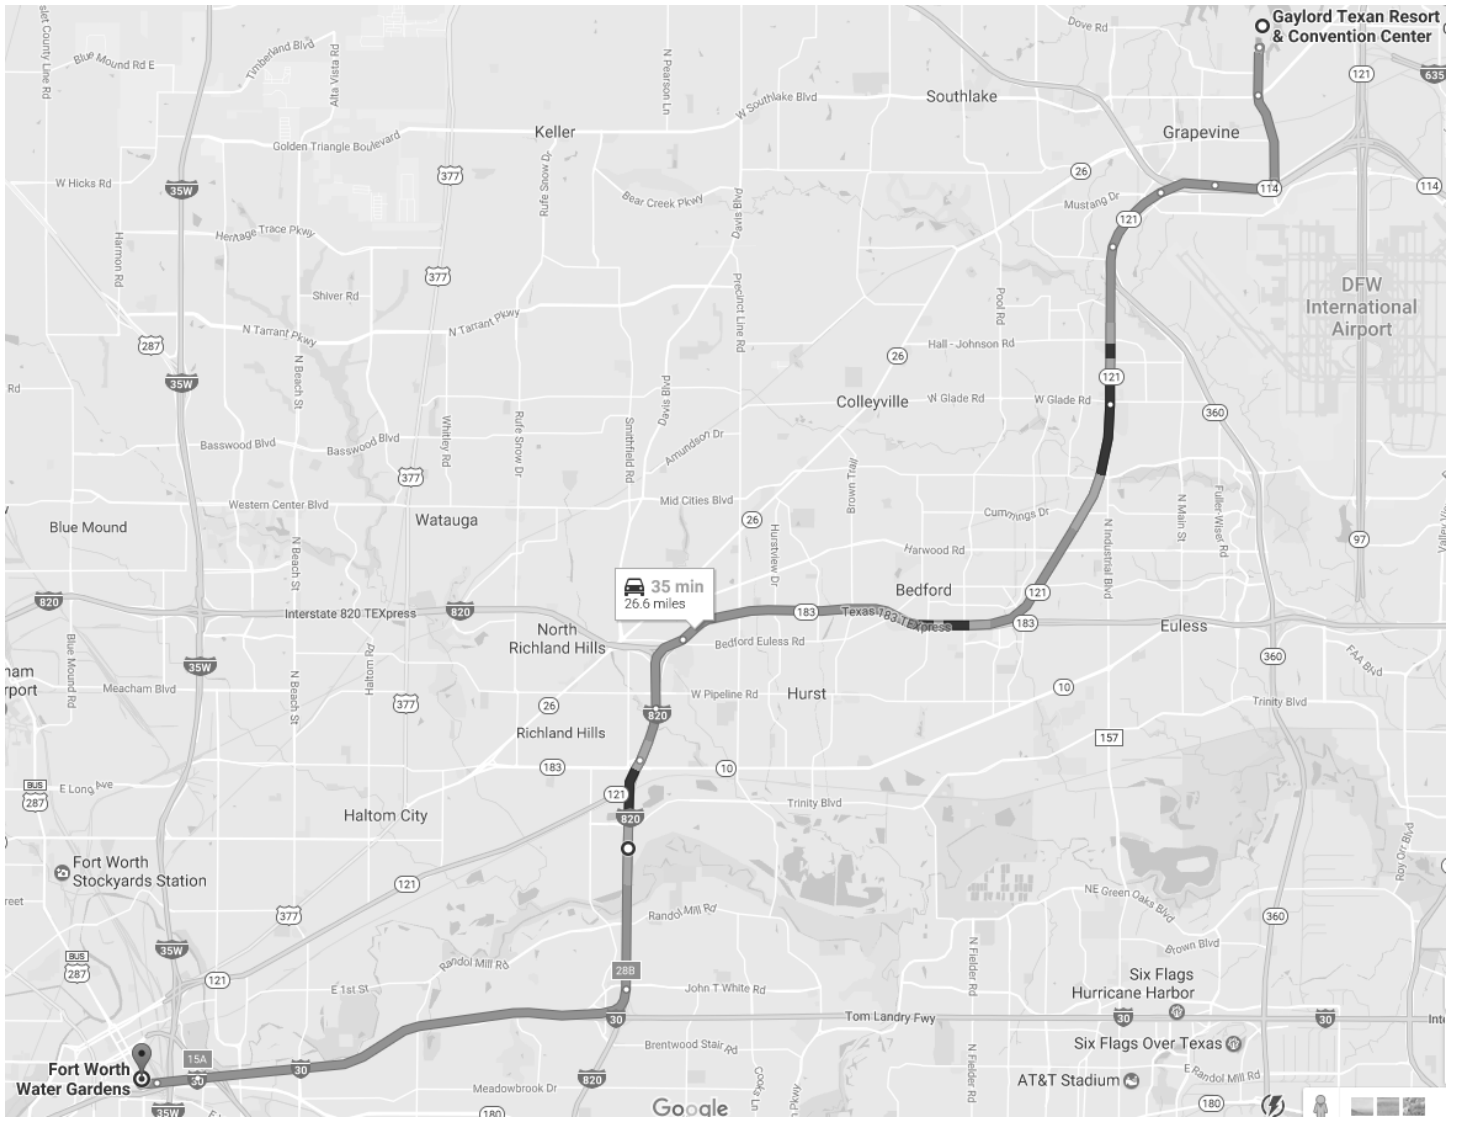 Gaylord Texan Resort
& Convention Center
Dove Rd
121
635
Timberland Blvd
Blue Mound Rd E
Alta Vista Rd
N Pearson Ln
W Southlake Blvd
Southlake
Keller
Grapevine
Golden Triangle Boulevard
377
26
114
114
W Hicks Rd
35W
Rufe Snow Dr
Bear Creek Pkwy
Davis Blvd
Mustang Dr
121
Harmon Rd
Heritage Trace Pkwy
377
Shiver Rd
Precinct Line Rd
Pool Rd
DFW
International
Airport
N Tarrant Pkwy
N Tarrant Pkwy
287
Hall - Johnson Rd
26
35W
Rd
N Beach St
Davis Blvd
121
Colleyville
W Glade Rd
W Glade Rd
360
Whitley Rd
Rufe Snow Dr
Smithfield Rd
Amundson Dr
Basswood Blvd
Basswood Blvd
377
Brown Trail
Western Center Blvd
Mid Cities Blvd
Blue Mound
Watauga
26
Cummings Dr
N Main St
Fuller-Wiser Rd
N Industrial Blvd
97
N Beach St
Hurstview Dr
Harwood Rd
Bedford
35 min
26.6 miles
820
Interstate 820 TEXpress
820
183
Texas 183 TEXpress
121
183
Euless
North
Richland Hills
Bedford Euless Rd
360
FAA Blvd
35W
Blue Mound Rd
Haltom Rd
Meacham Blvd
N Beach St
377
26
W Pipeline Rd
Hurst
10
Trinity Blvd
820
Richland Hills
157
183
10
BUS
287
121
Trinity Blvd
820
Haltom City
Roy Orr Blvd
Fort Worth
Stockyards Station
121
NE Green Oaks Blvd
377
Randol Mill Rd
360
35W
BUS
287
Randol Mill Rd
28B
N Fielder Rd
Brown Blvd
121
E 1st St
John T White Rd
Six Flags
Hurricane Harbor
30
Tom Landry Fwy
30
30
Six Flags Over Texas
Brentwood Stair Rd
15A
Fort Worth
Water Gardens
30
30
820
Meadowbrook Dr
Cooks Ln
N Fielder Rd
AT&T Stadium
E Randol Mill Rd
35W
180
Google
180